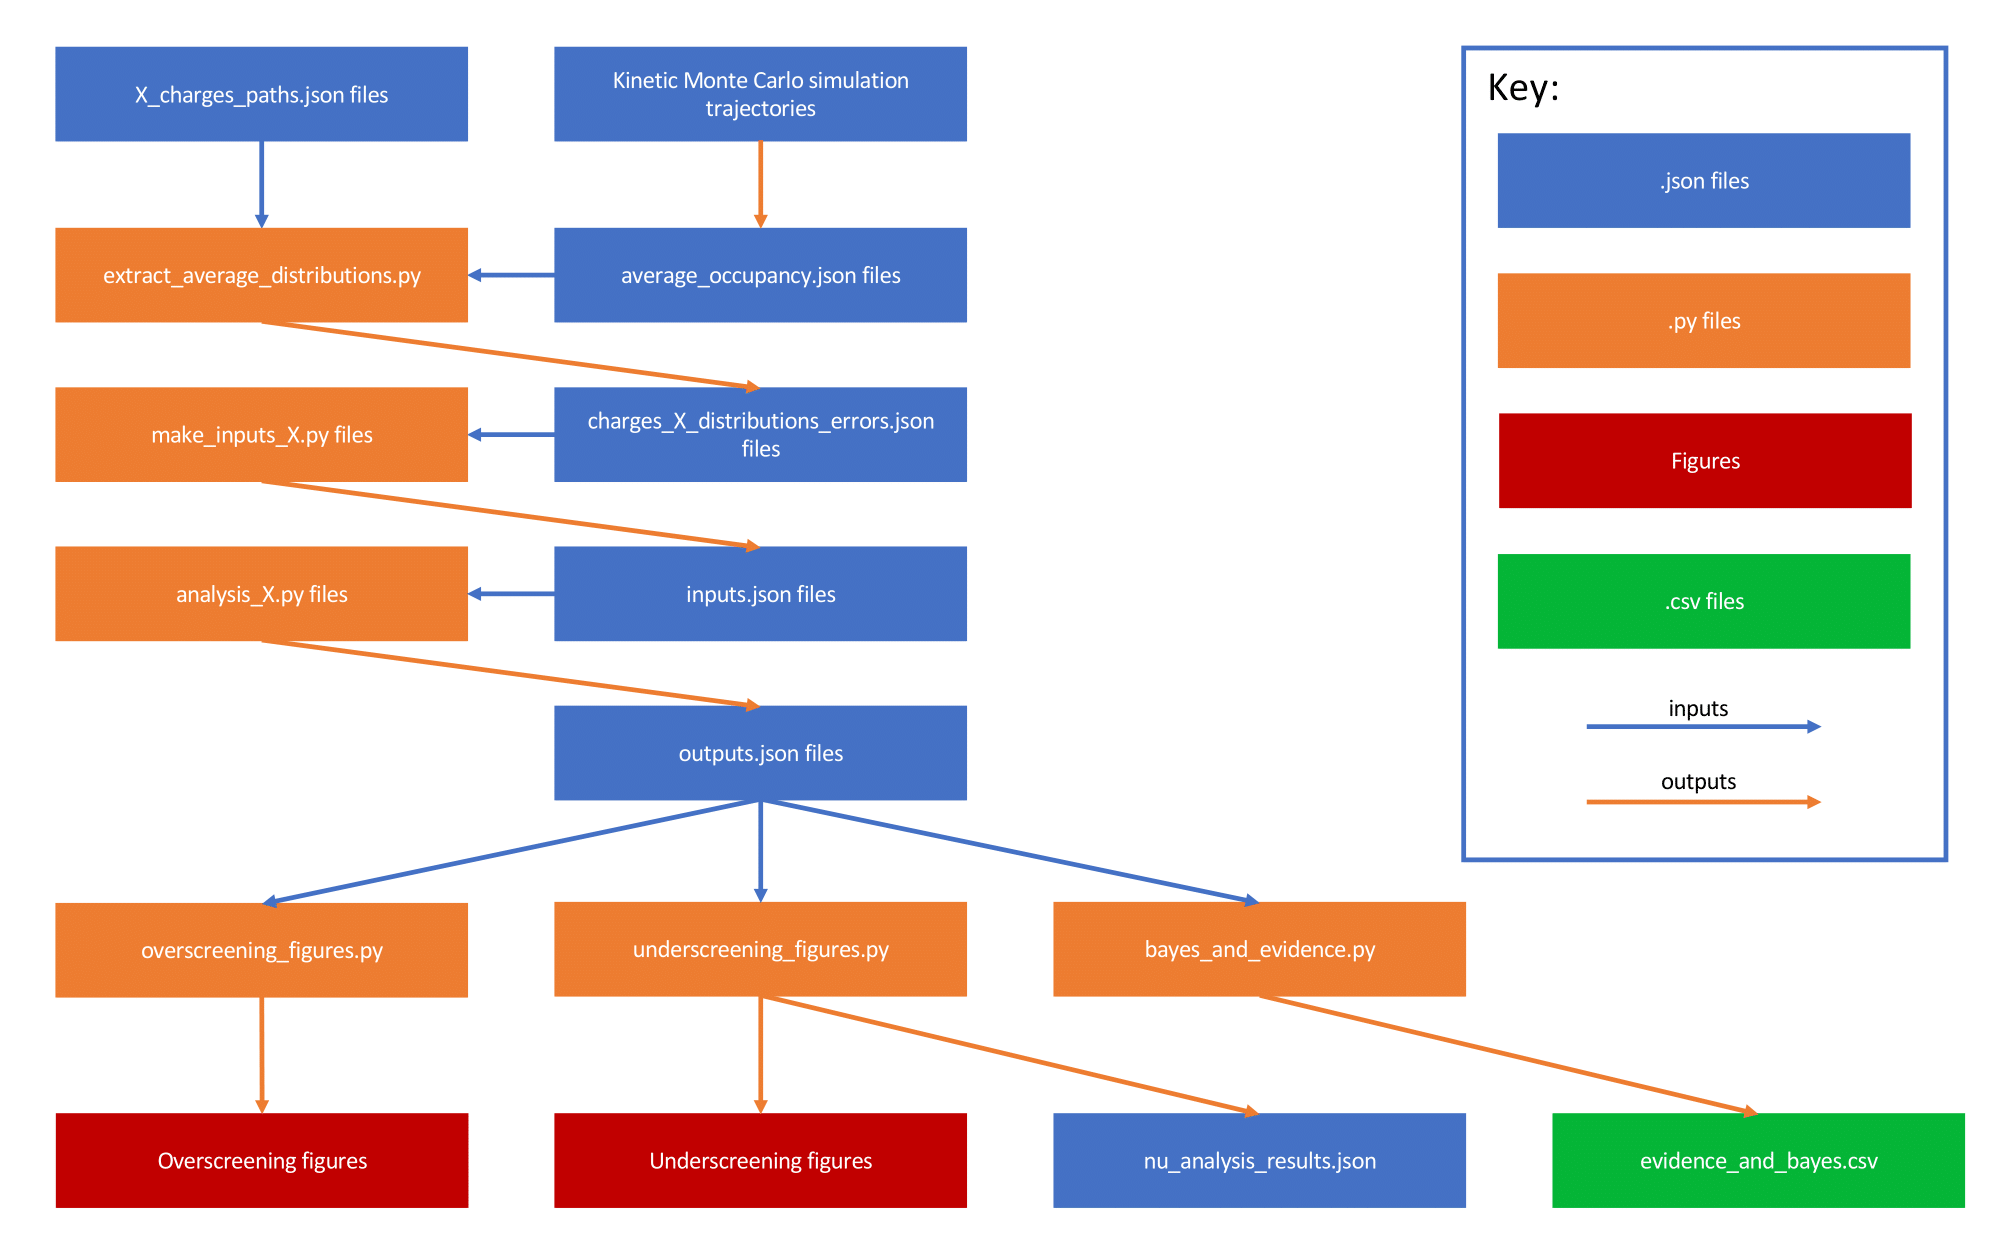 X_charges_paths.json files
Kinetic Monte Carlo simulation
trajectories
extract_average_distributions.py
average_occupancy.json files
make_inputs_X.py files
charges_X_distributions_errors.json
files
analysis_X.py files
inputs.json files
outputs.json files
overscreening_figures.py
underscreening_figures.py
bayes_and_evidence.py
Overscreening figures
Underscreening figures
nu_analysis_results.json
evidence_and_bayes.csv
Key:
.json files
.py files
Figures
.csv files
inputs
outputs